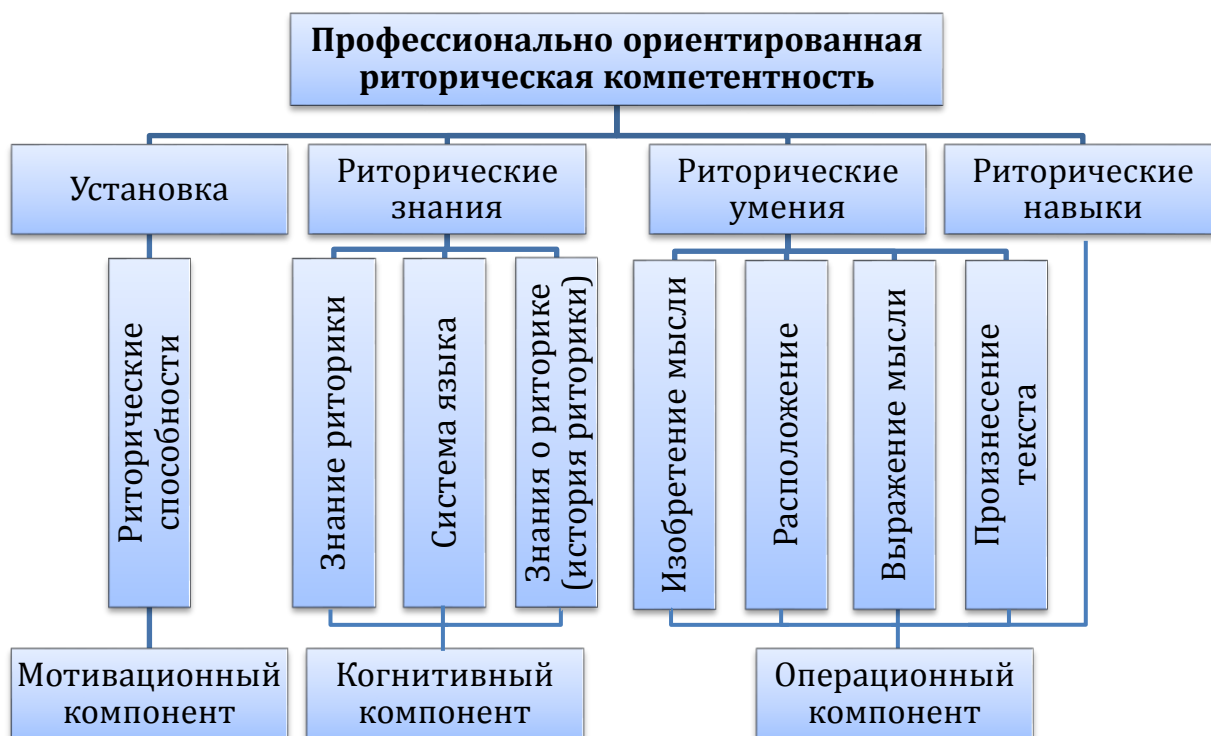 Профессионально ориентированная
риторическая компетентность
Установка
Риторические
знания
Риторические
умения
Риторические
навыки
Риторические
способности
Знание риторики
Система языка
Знания о риторике
(история риторики)
Изобретение мысли
Расположение
Выражение мысли
Произнесение
текста
Мотивационный
компонент
Когнитивный
компонент
Операционный
компонент